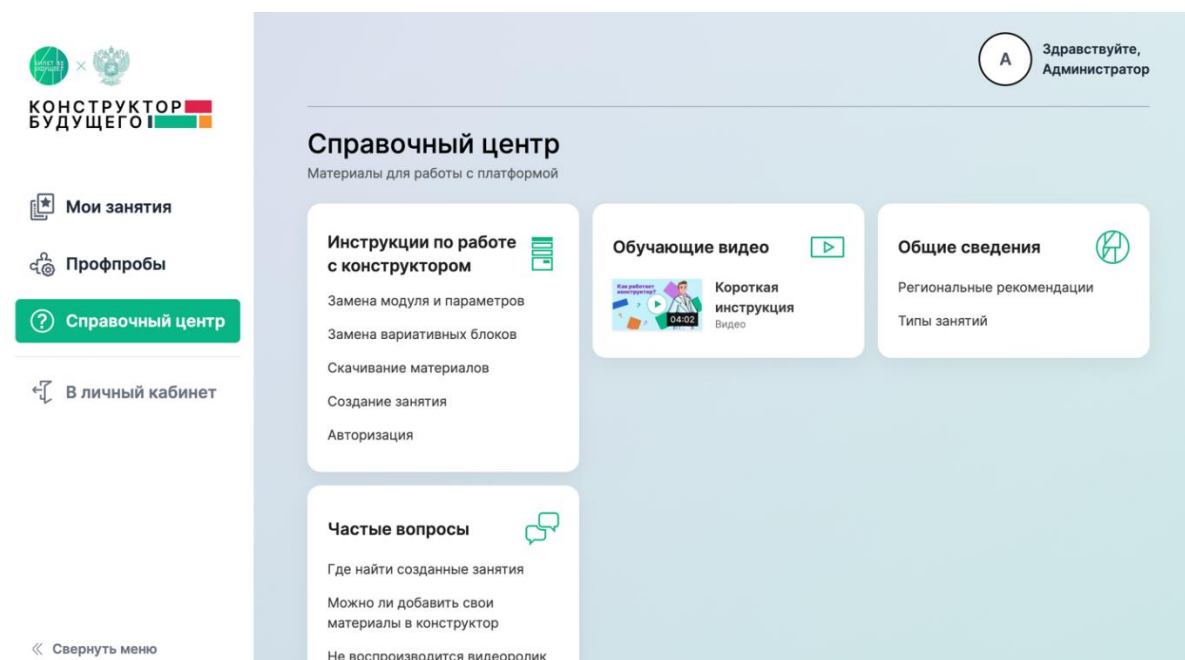 БИЛЕТ В
БУДУЩЕЕ
×
КОНСТРУКТОР
БУДУЩЕГО
Мои занятия
Профпробы
Справочный центр
В личный кабинет
Свернуть меню
А
Здравствуйте,
Администратор
Справочный центр
Материалы для работы с платформой
Инструкции по работе
с конструктором
Замена модуля и параметров
Замена вариативных блоков
Скачивание материалов
Создание занятия
Авторизация
Обучающие видео
Как работает
конструктор?
04:02
Короткая
инструкция
Видео
Общие сведения
Региональные рекомендации
Типы занятий
Частые вопросы
Где найти созданные занятия
Можно ли добавить свои
материалы в конструктор
Не воспроизводится видеоролик